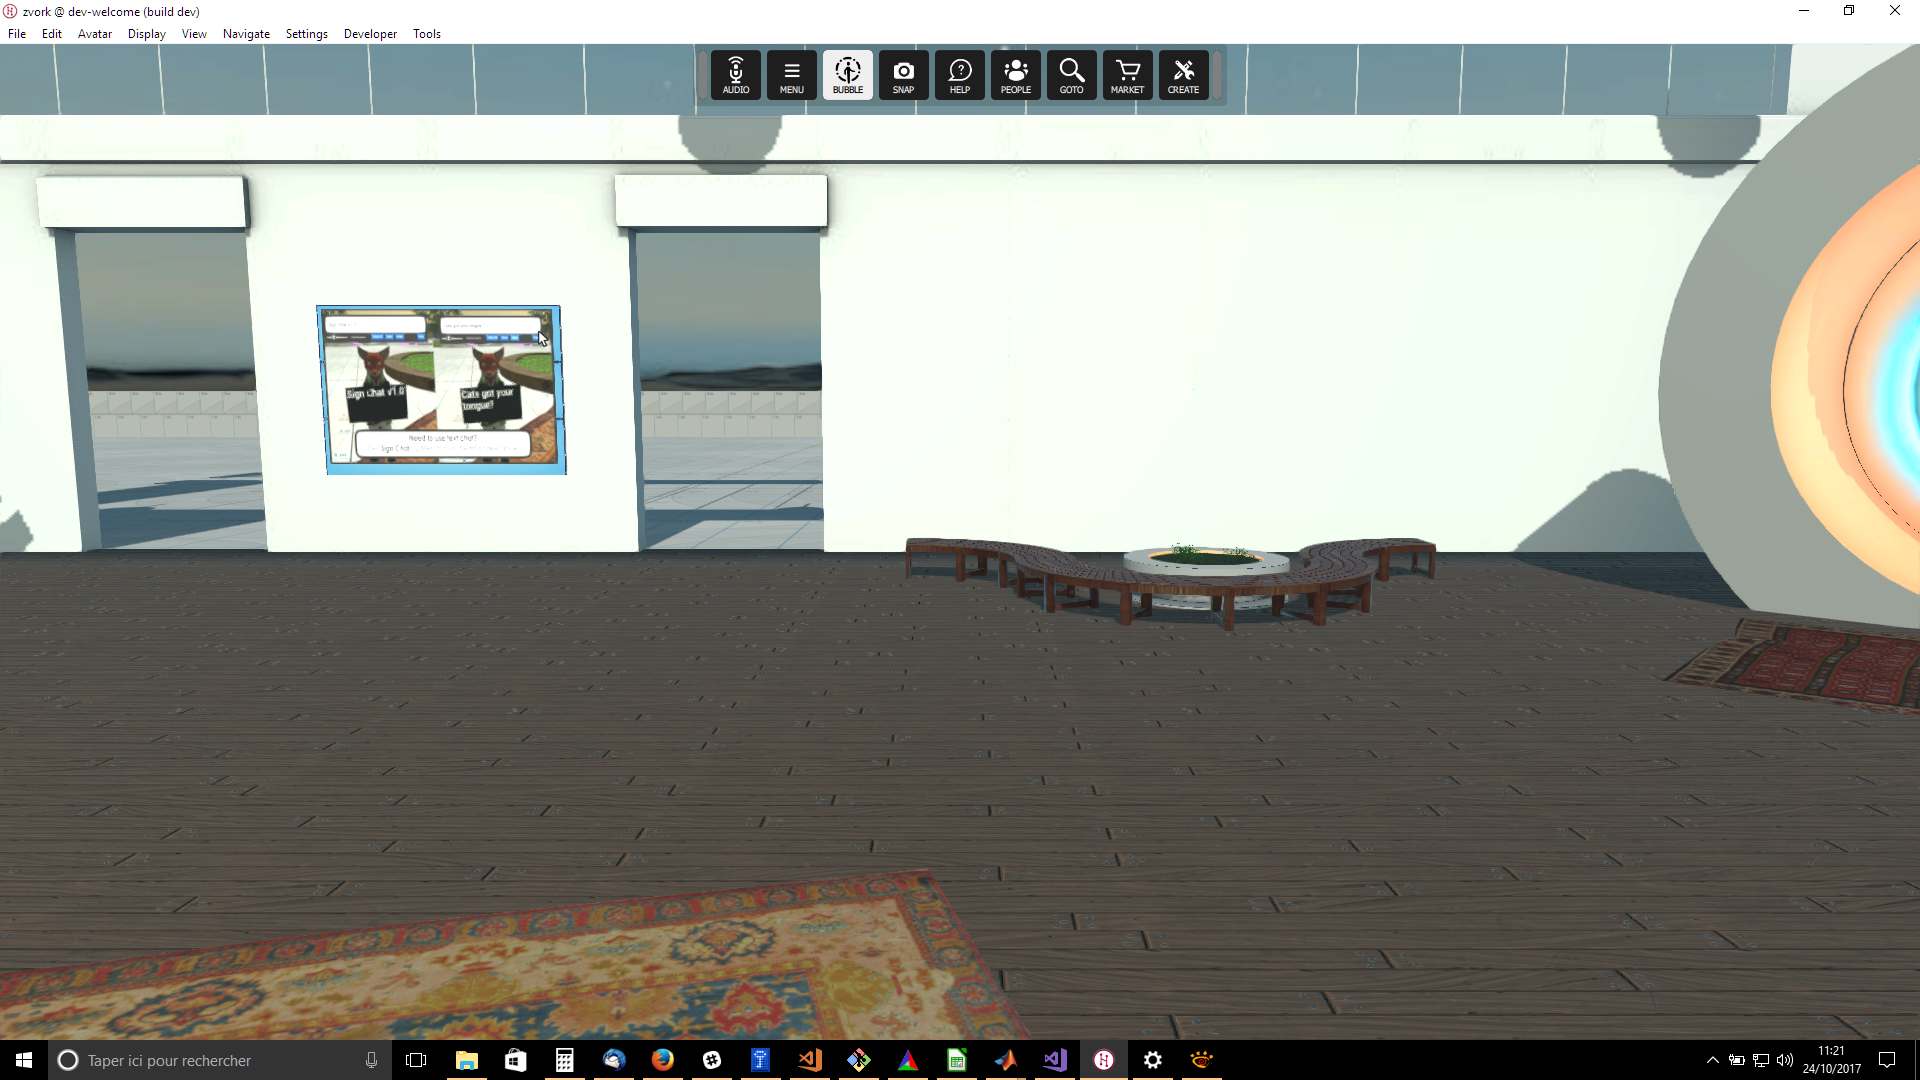 zvork @ dev-welcome (build dev)
File Edit Avatar Display View Navigate Settings Developer Tools
AUDIO MENU BUBBLE SNAP HELP PEOPLE GOTO MARKET CREATE
Sign Chat v1.0
Cats got your
tongue?
Need to use text chat?
Sign Chat
Taper ici pour rechercher
11:21
24/10/2017